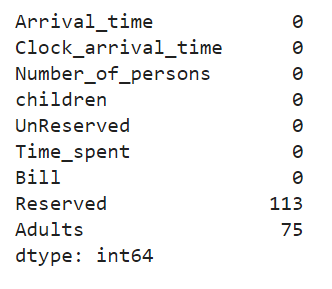 Arrival_time 0
Clock_arrival_time 0
Number_of_persons 0
children 0
UnReserved 0
Time_spent 0
Bill 0
Reserved 113
Adults 75
dtype: int64